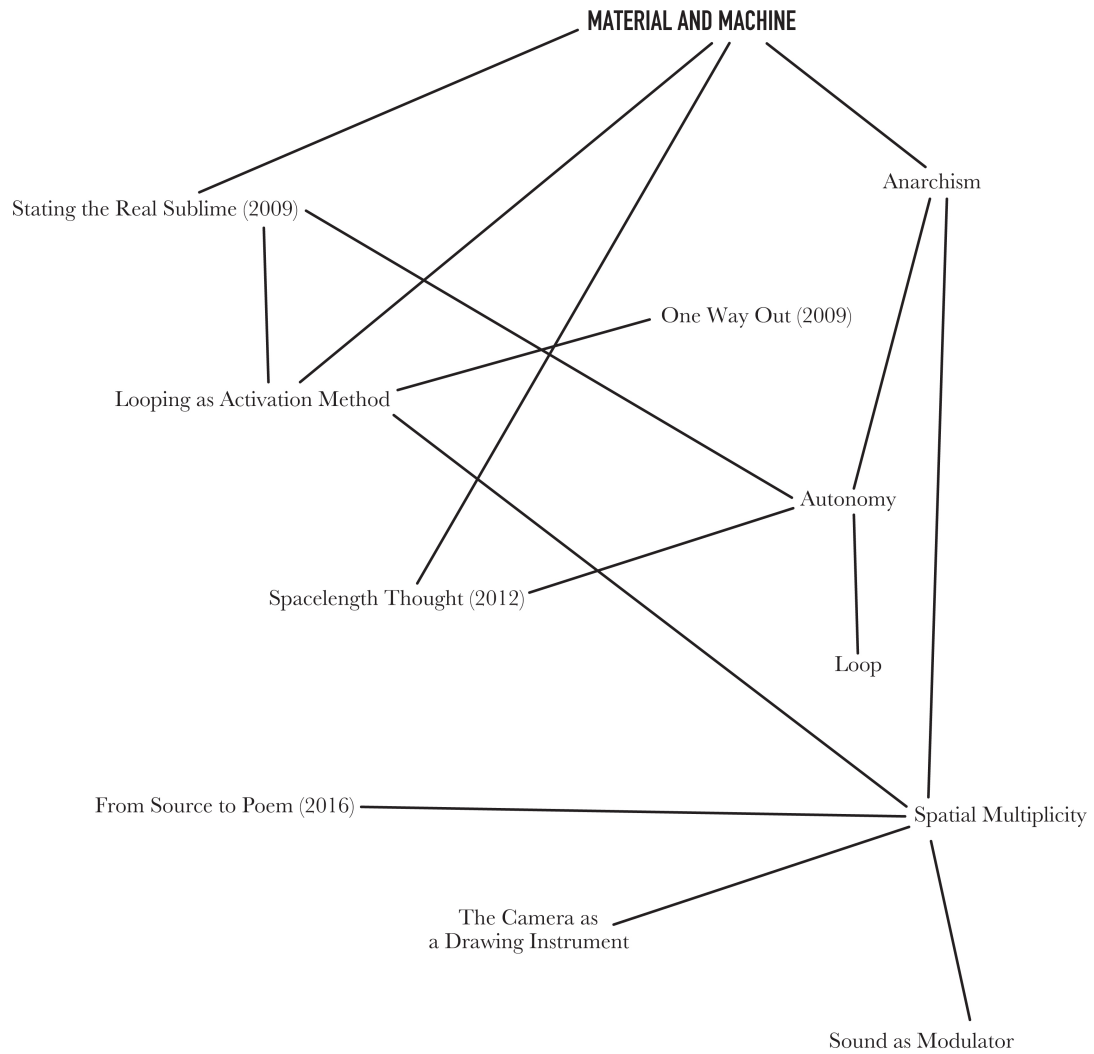 MATERIAL AND MACHINE
Anarchism
Stating the Real Sublime (2009)
One Way Out (2009)
Looping as Activation Method
Autonomy
Spacelength Thought (2012)
Loop
From Source to Poem (2016)
Spatial Multiplicity
The Camera as
a Drawing Instrument
Sound as Modulator